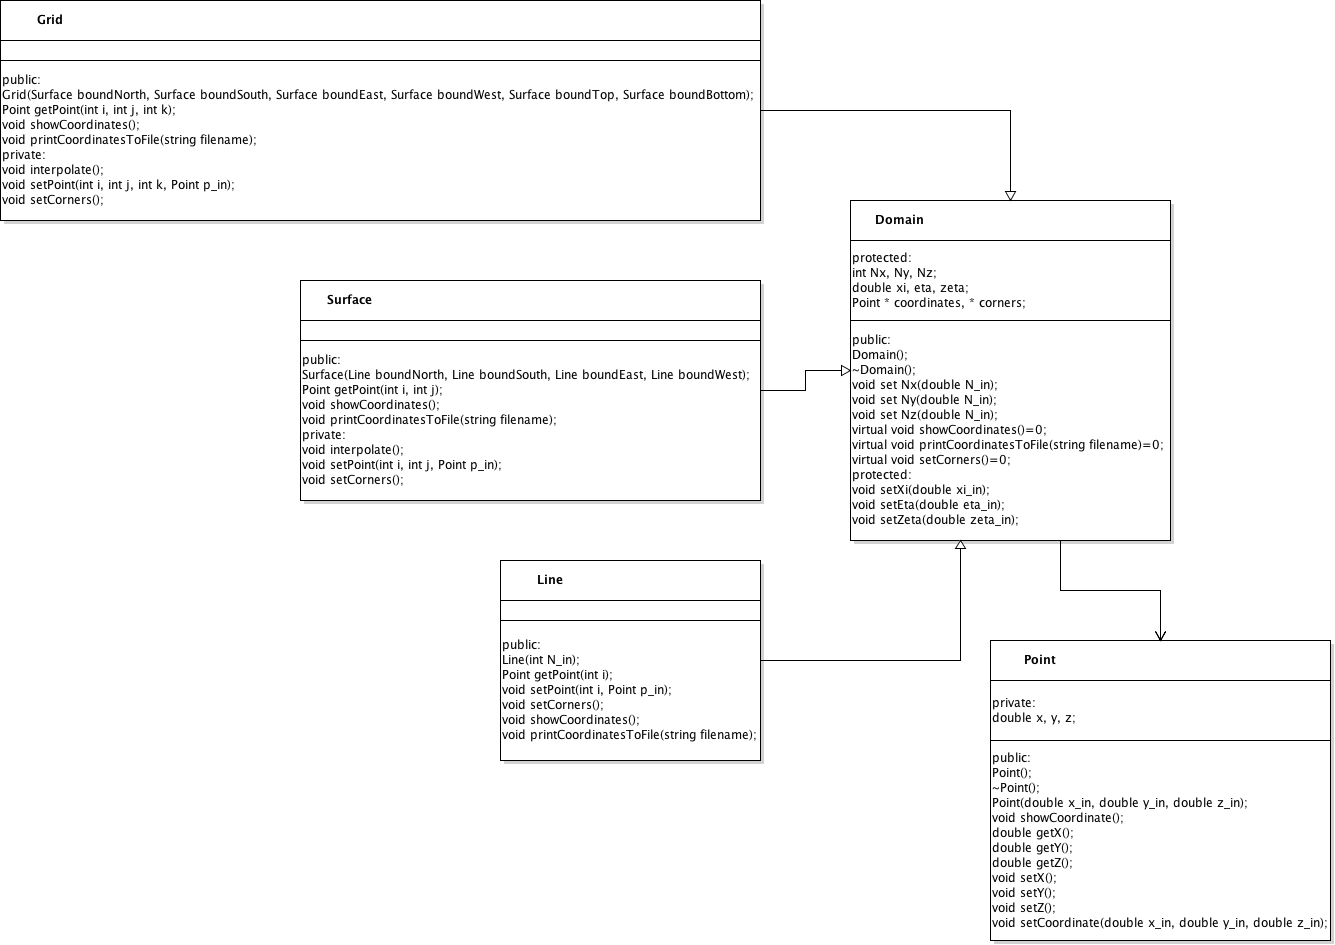 Grid
public:
Grid(Surface boundNorth, Surface boundSouth, Surface boundEast, Surface boundWest, Surface boundTop, Surface boundBottom);
Point getPoint(int i, int j, int k);
void showCoordinates();
void printCoordinatesToFile(string filename);
private:
void interpolate();
void setPoint(int i, int j, int k, Point p_in);
void setCorners();
Domain
protected:
int Nx, Ny, Nz;
double xi, eta, zeta;
Point * coordinates, * corners;
public:
Domain();
~Domain();
void set Nx(double N_in);
void set Ny(double N_in);
void set Nz(double N_in);
virtual void showCoordinates()=0;
virtual void printCoordinatesToFile(string filename)=0;
virtual void setCorners()=0;
protected:
void setXi(double xi_in);
void setEta(double eta_in);
void setZeta(double zeta_in);
Surface
public:
Surface(Line boundNorth, Line boundSouth, Line boundEast, Line boundWest);
Point getPoint(int i, int j);
void showCoordinates();
void printCoordinatesToFile(string filename);
private:
void interpolate();
void setPoint(int i, int j, Point p_in);
void setCorners();
Line
public:
Line(int N_in);
Point getPoint(int i);
void setPoint(int i, Point p_in);
void setCorners();
void showCoordinates();
void printCoordinatesToFile(string filename);
Point
private:
double x, y, z;
public:
Point();
~Point();
Point(double x_in, double y_in, double z_in);
void showCoordinate();
double getX();
double getY();
double getZ();
void setX();
void setY();
void setZ();
void setCoordinate(double x_in, double y_in, double z_in);